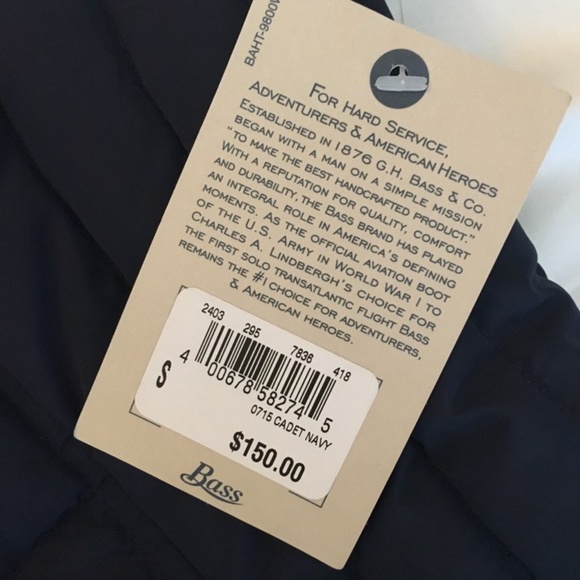 BAHT-9800
FOR HARD SERVICE,
ADVENTURERS & AMERICAN HEROES
ESTABLISHED IN 1876 G.H. BASS & CO.
BEGAN WITH A MAN ON A SIMPLE MISSION
"TO MAKE THE BEST HANDCRAFTED PRODUCT."
WITH A REPUTATION FOR QUALITY, COMFORT
AND DURABILITY, THE BASS BRAND HAS PLAYED
AN INTEGRAL ROLE IN AMERICA'S DEFINING
MOMENTS. AS THE OFFICIAL AVIATION BOOT
OF THE U.S. ARMY IN WORLD WAR I TO
CHARLES A. LINDBERGH'S CHOICE FOR
THE FIRST SOLO TRANSATLANTIC FLIGHT BASS
REMAINS THE #1 CHOICE FOR ADVENTURERS,
& AMERICAN HEROES.
2403 295 7836 418
S
4 00678 58274 5
0715 CADET NAVY
$150.00
Bass